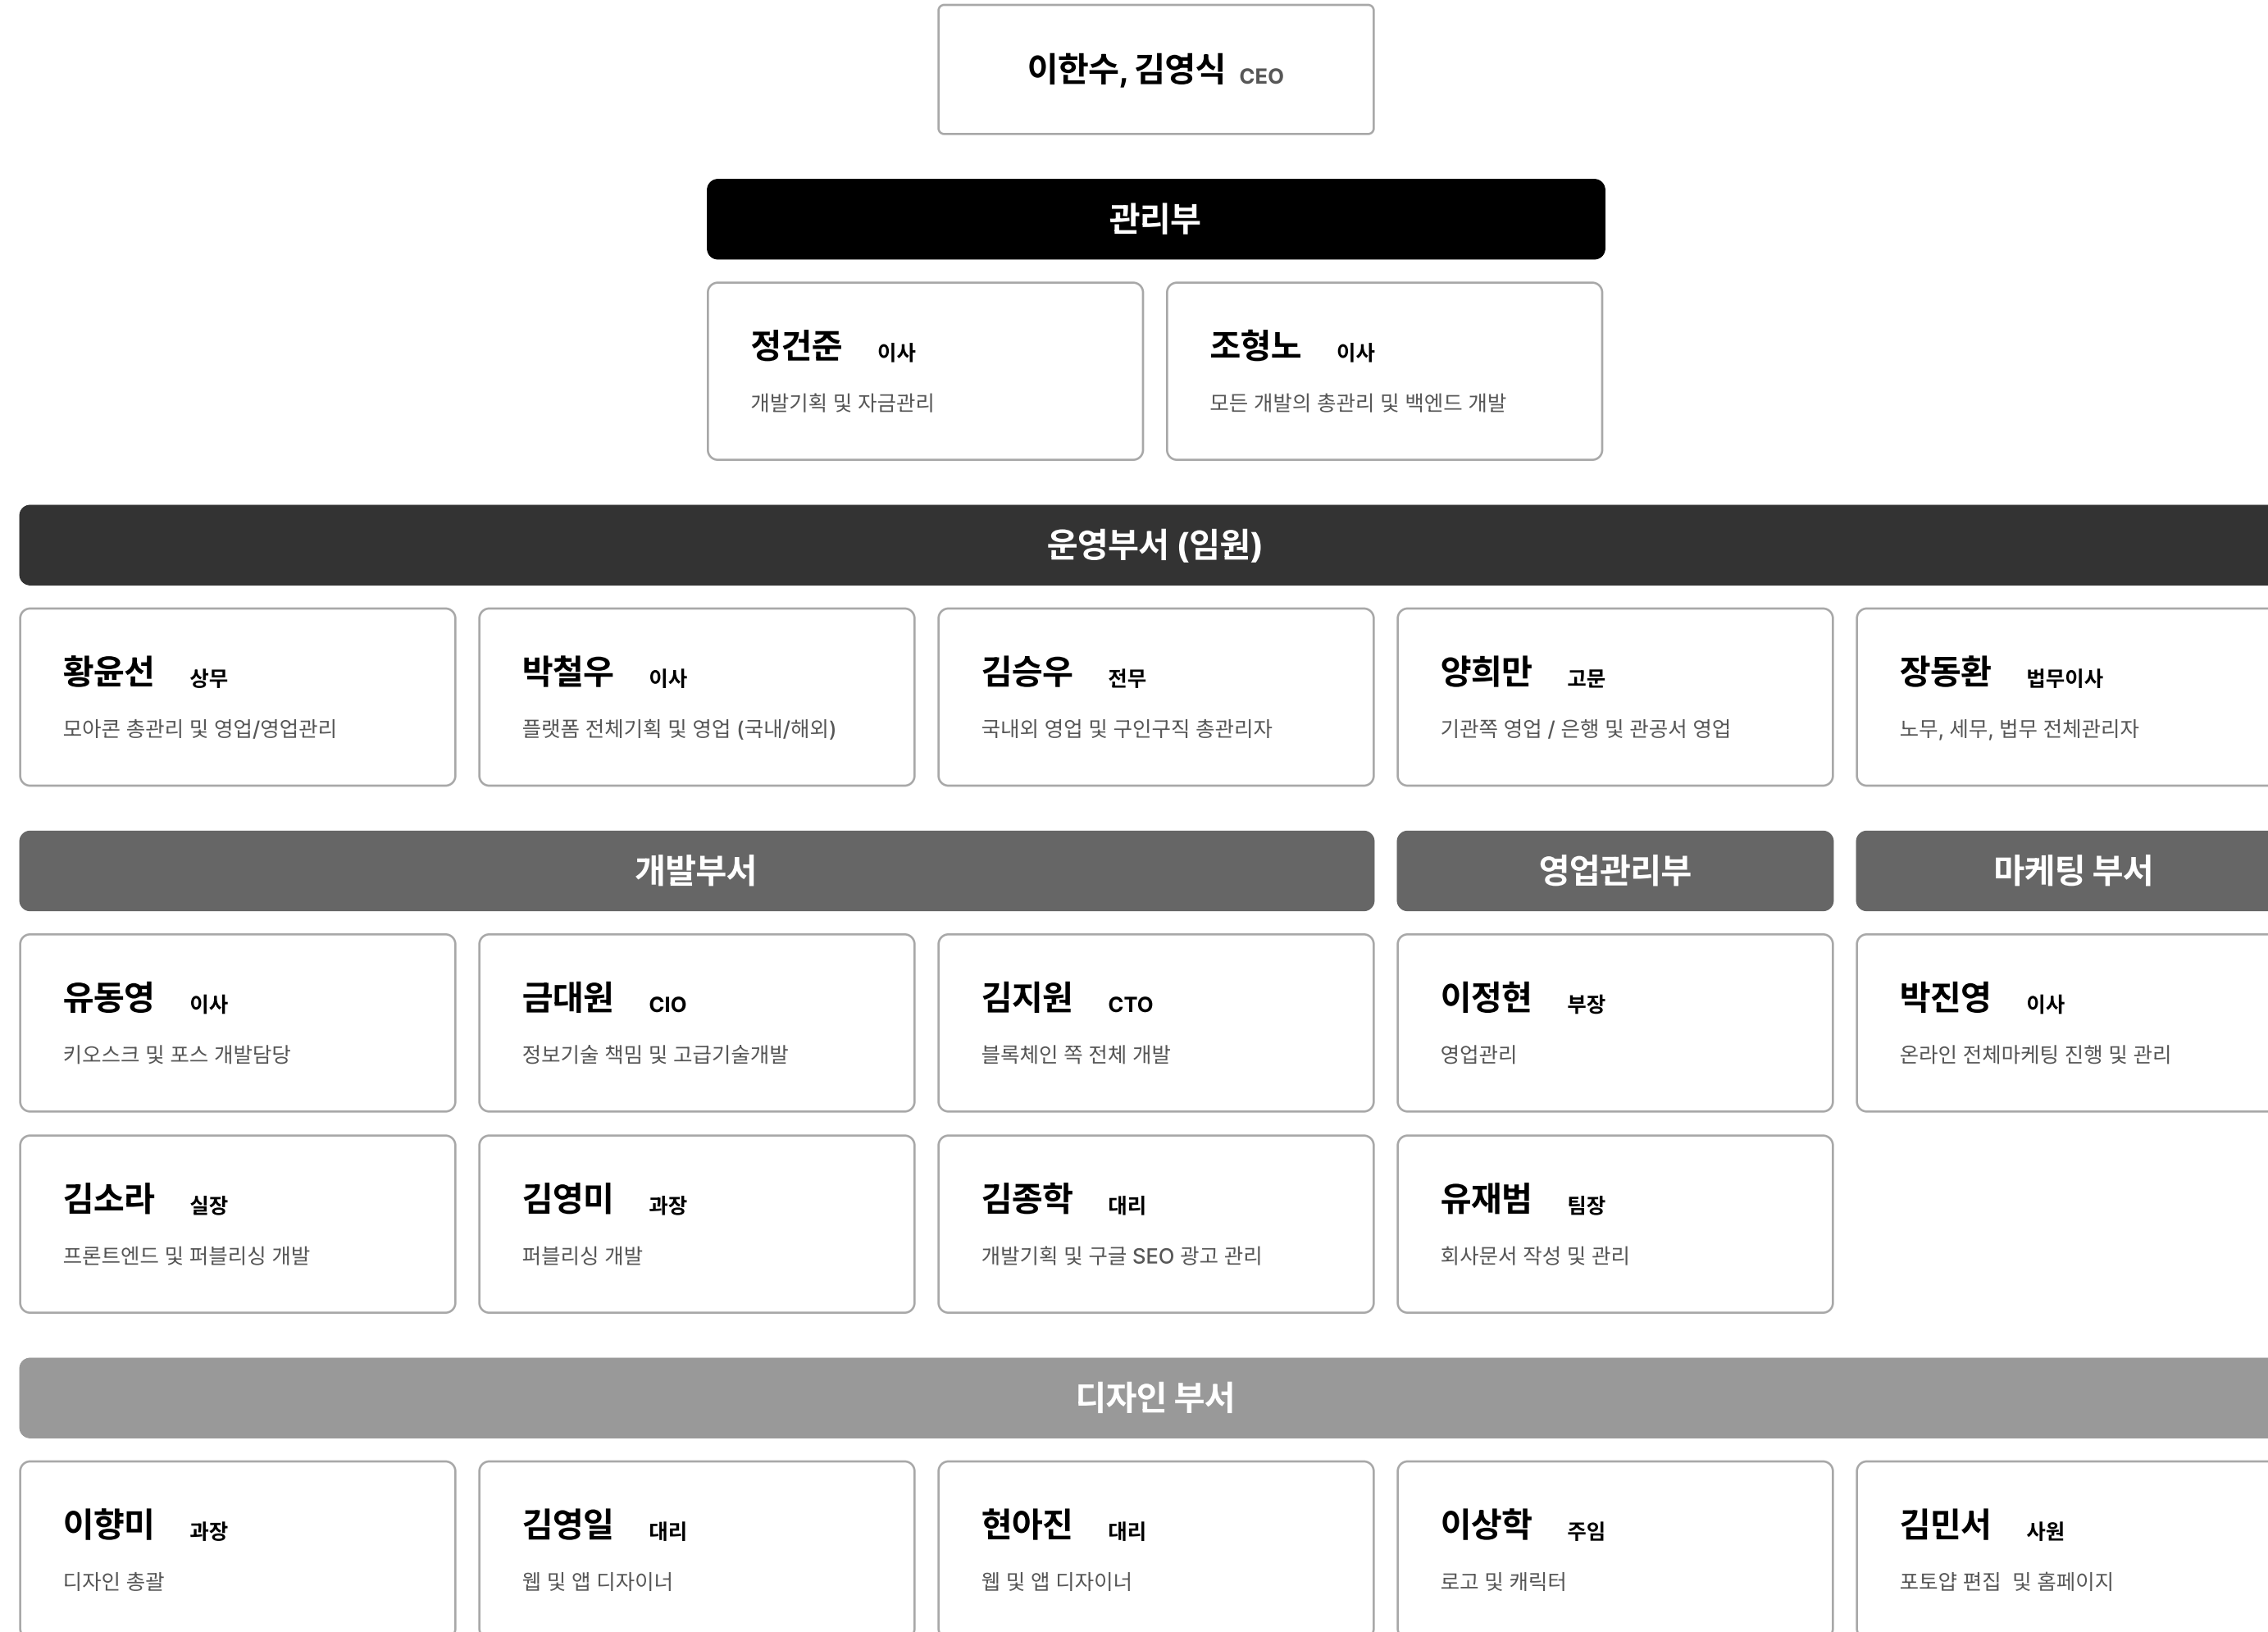 이한수, 김영식 CEO
관리부
정건준 이사
개발기획 및 자금관리
조형노 이사
모든 개발의 총관리 및 백엔드 개발
운영부서 (임원)
황윤선 상무
모아콘 총관리 및 영업/영업관리
박철우 이사
플랫폼 전체기획 및 영업 (국내/해외)
김승우 전무
국내외 영업 및 구인구직 총관리자
양희만 고문
기관쪽 영업 / 은행 및 관공서 영업
장동환 법무이사
노무, 세무, 법무 전체관리자
개발부서
유동영 이사
키오스크 및 포스 개발담당
금대원 CIO
정보기술 책임 및 고급기술개발
김지원 CTO
블록체인 쪽 전체 개발
김소라 실장
프론트엔드 및 퍼블리싱 개발
김영미 과장
퍼블리싱 개발
김종학 대리
개발기획 및 구글 SEO 광고 관리
영업관리부
이정현 부장
영업관리
유재범 팀장
회사문서 작성 및 관리
마케팅 부서
박진영 이사
온라인 전체마케팅 진행 및 관리
디자인 부서
이향미 과장
디자인 총괄
김영일 대리
웹 및 앱 디자이너
현아진 대리
웹 및 앱 디자이너
이상학 주임
로고 및 캐릭터
김민서 사원
포토얍 편집 및 홈페이지